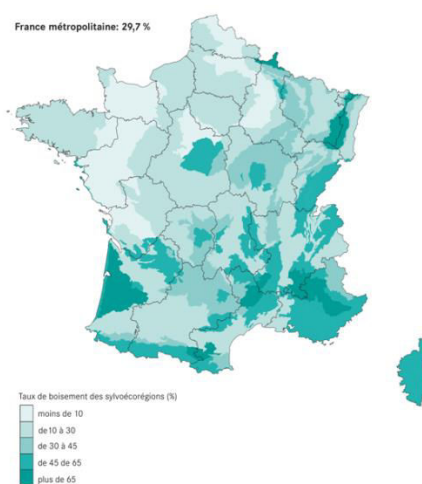 France métropolitaine: 29,7 %
Taux de boisement des sylvoécorégions (%)
moins de 10
de10 à 30
de 30 à 45
de 45 de 65
plus de 65